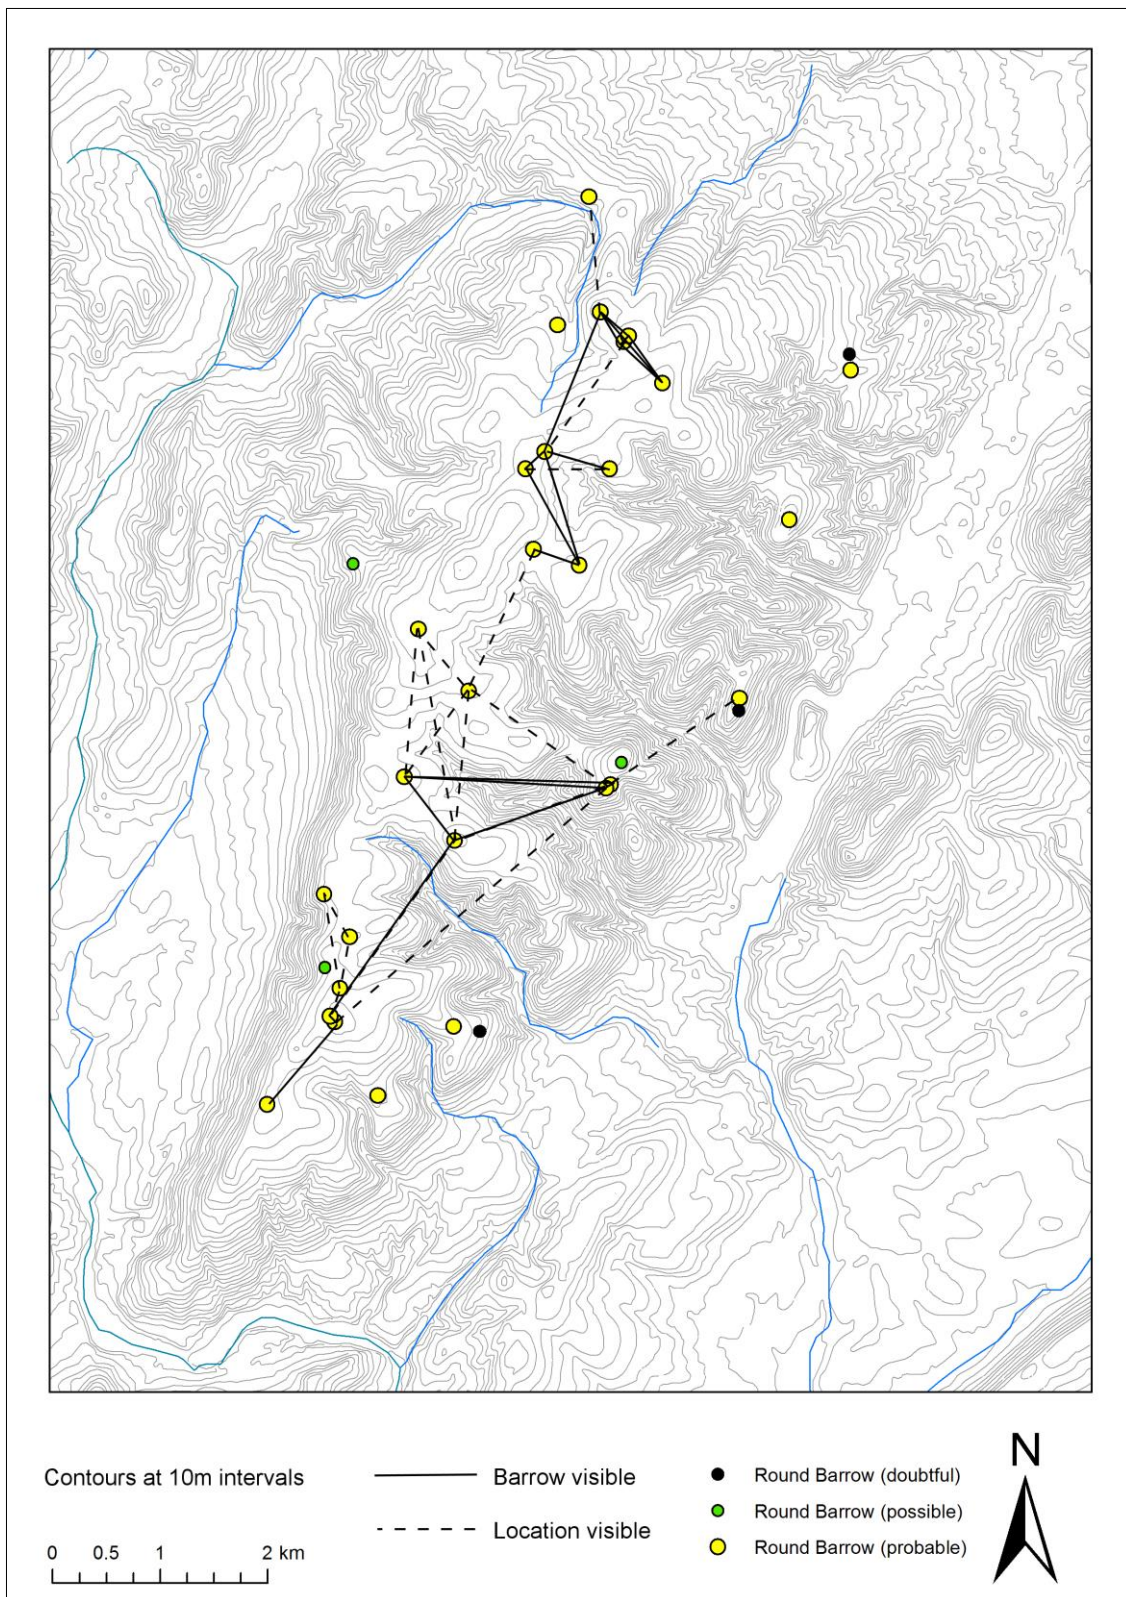 Contours at 10m intervals
0 0.5 1 2 km
Barrow visible
Location visible
Round Barrow (doubtful)
Round Barrow (possible)
Round Barrow (probable)
N